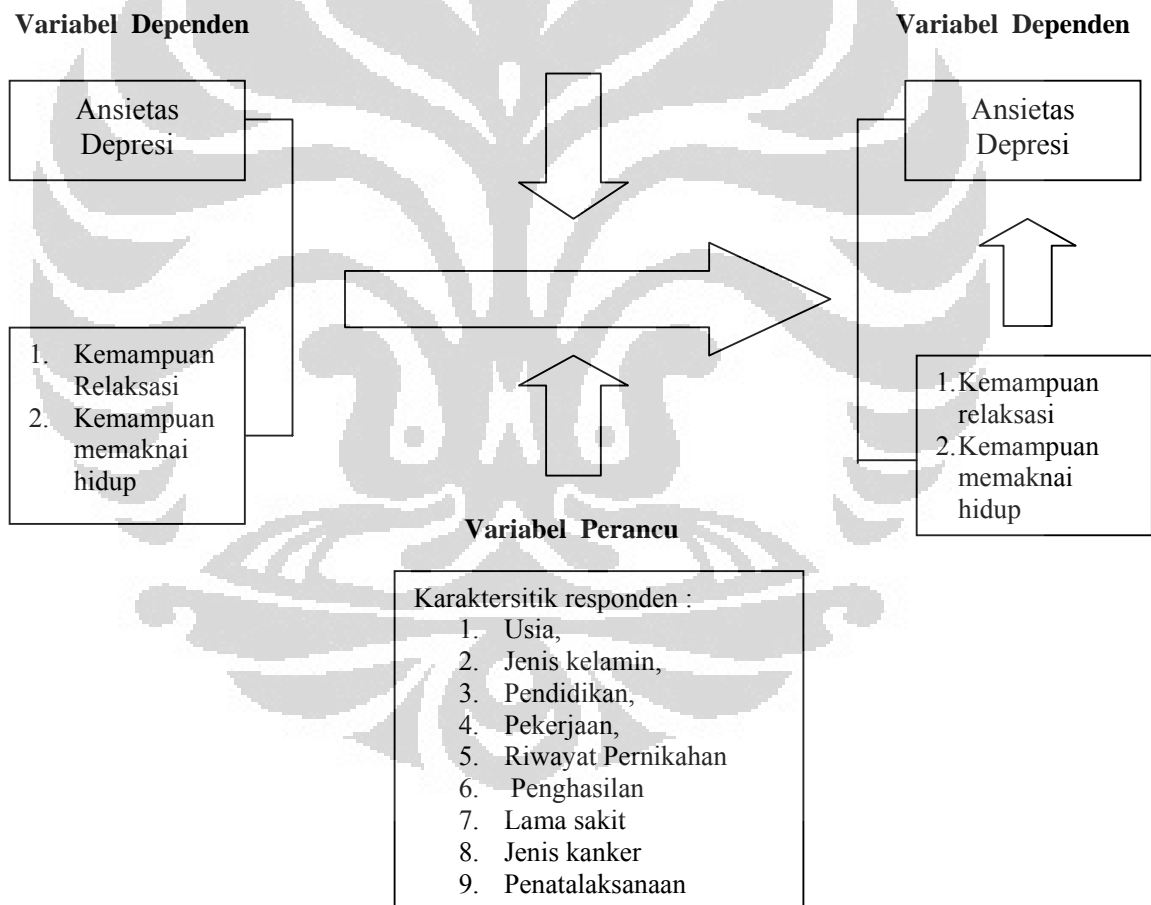 Variabel Dependen
Ansietas
Depresi
1. Kemampuan
Relaksasi
2. Kemampuan
memaknai
hidup
Variabel Dependen
Ansietas
Depresi
1.Kemampuan
relaksasi
2.Kemampuan
memaknai
hidup
Variabel Perancu
Karaktersitik responden :
1. Usia,
2. Jenis kelamin,
3. Pendidikan,
4. Pekerjaan,
5. Riwayat Pernikahan
6. Penghasilan
7. Lama sakit
8. Jenis kanker
9. Penatalaksanaan